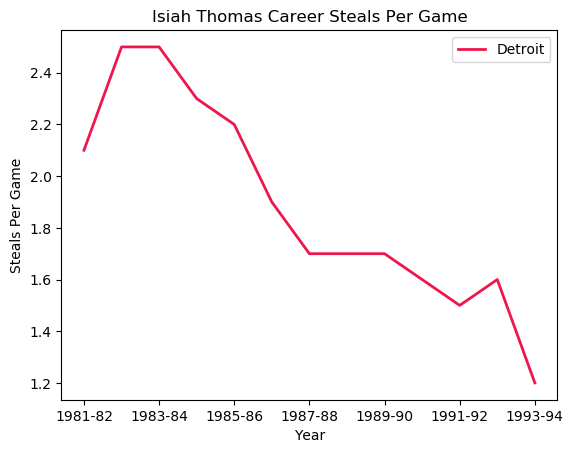 Isiah Thomas Career Steals Per Game
Detroit
Steals Per Game
2.4
2.2
2.0
1.8
1.6
1.4
1.2
1981-82 1983-84 1985-86 1987-88 1989-90 1991-92 1993-94
Year